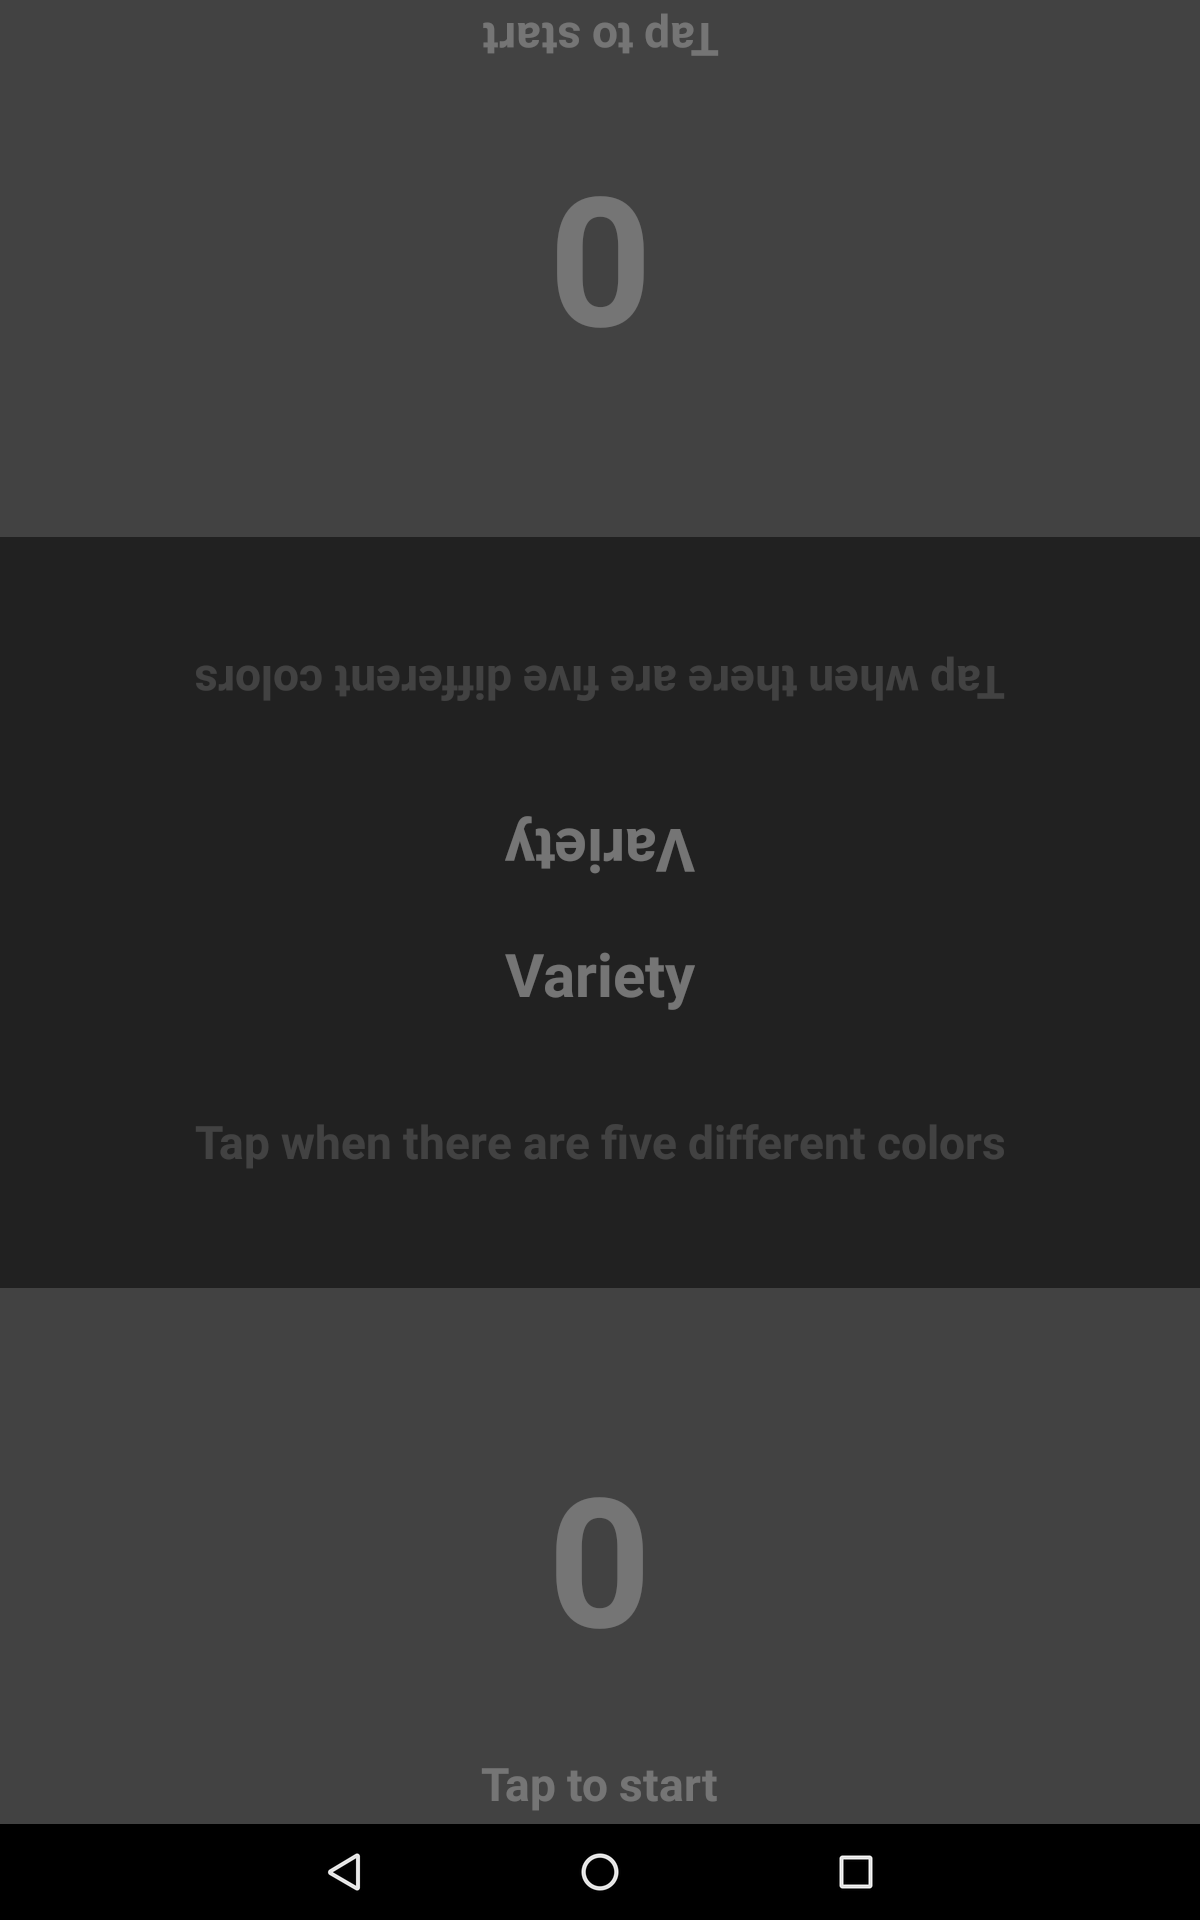 Tap to start
0
Tap when there are five different colors
Variety
Variety
Tap when there are five different colors
0
Tap to start